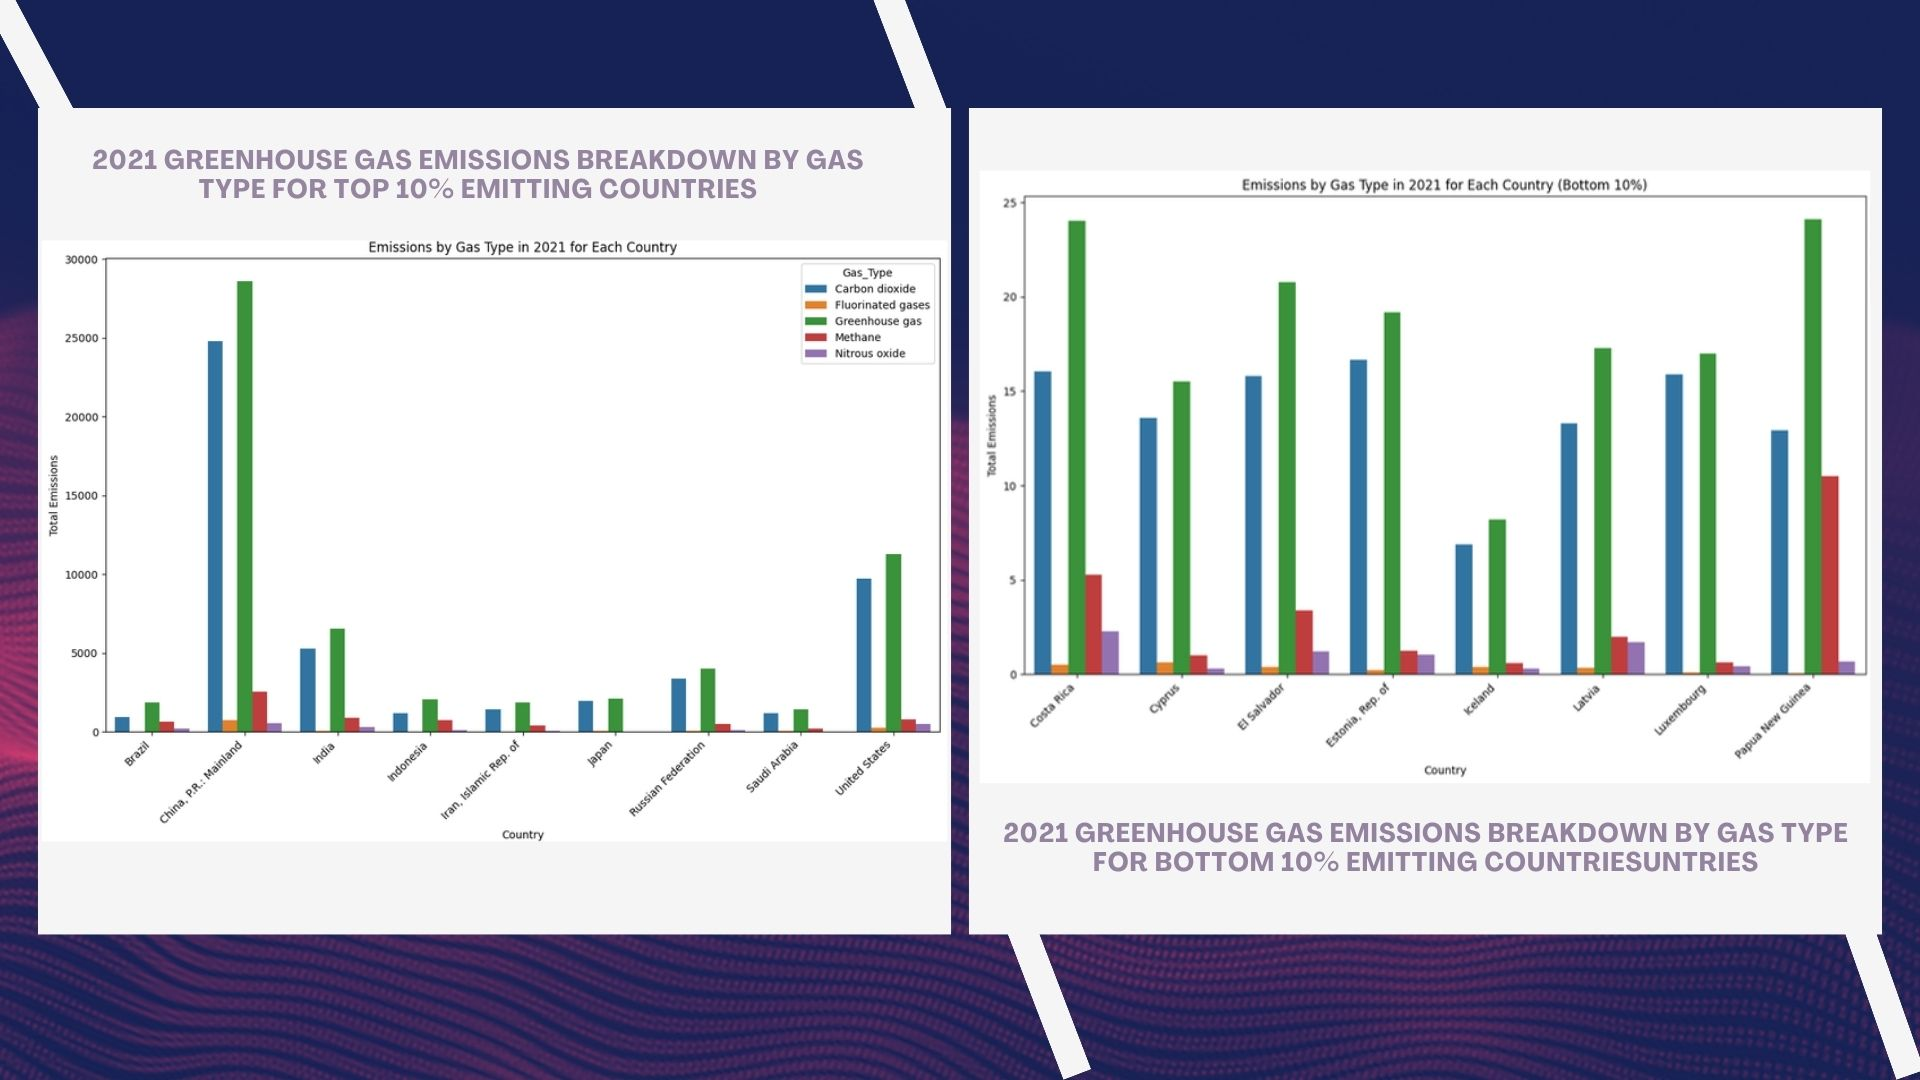 2021 GREENHOUSE GAS EMISSIONS BREAKDOWN BY GAS
TYPE FOR TOP 10% EMITTING COUNTRIES
Emissions by Gas Type in 2021 for Each Country
Total Emissions
30000
25000
20000
15000
10000
5000
0
Gas_Type
Carbon dioxide
Fluorinated gases
Greenhouse gas
Methane
Nitrous oxide
Brazil
China, P.R.: Mainland
India
Indonesia
Iran, Islamic Rep. of
Japan
Russian Federation
Saudi Arabia
United States
Country
Emissions by Gas Type in 2021 for Each Country (Bottom 10%)
Total Emissions
25
20
15
10
5
0
Costa Rica
Cyprus
El Salvador
Estonia, Rep. of
Iceland
Latvia
Luxembourg
Papua New Guinea
Country
2021 GREENHOUSE GAS EMISSIONS BREAKDOWN BY GAS TYPE
FOR BOTTOM 10% EMITTING COUNTRIESUNTRIES